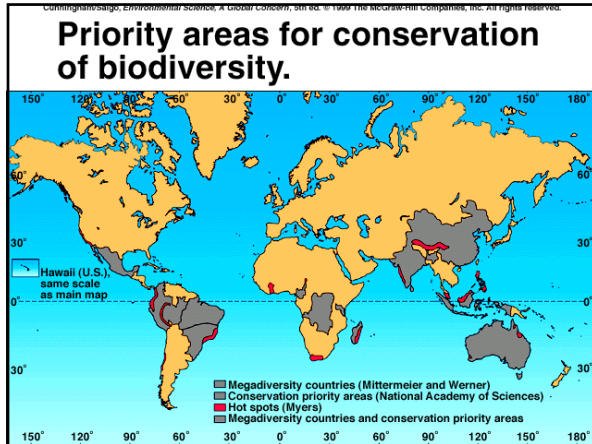 Cunningham/Saigo, Environmental Science, A Global Concern, 5th ed. © 1999 The McGraw-Hill Companies, Inc. All rights reserved.
Priority areas for conservation
of biodiversity.
150° 120° 90° 60° 30° 0° 30° 60° 90° 120° 150° 180°
60° 60°
30° 30°
Hawaii (U.S.),
same scale
as main map
0° 0°
30° 30°
Megadiversity countries (Mittermeier and Werner)
Conservation priority areas (National Academy of Sciences)
Hot spots (Myers)
Megadiversity countries and conservation priority areas
150° 120° 90° 60° 30° 0° 30° 60° 90° 120° 150° 180°